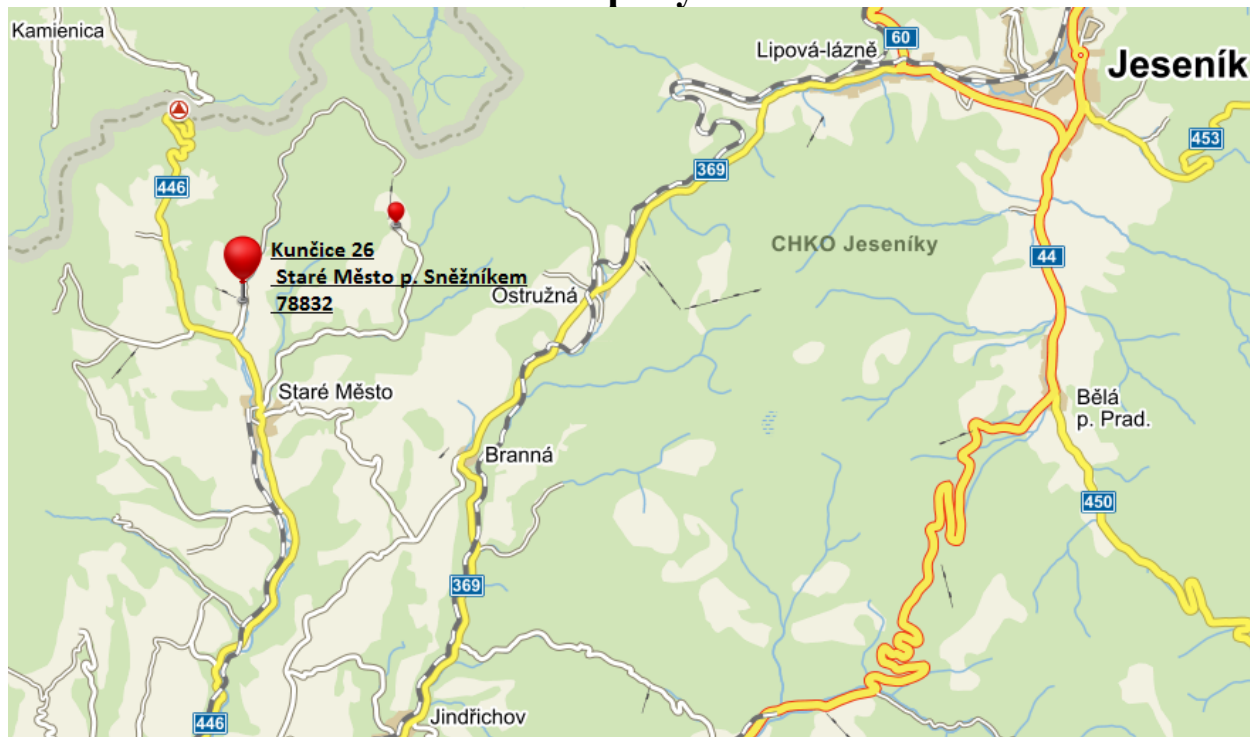 Kamienica
60
Lipová-lázně
Jeseník
453
446
369
Kunčice 26
Staré Město p. Sněžníkem
78832
CHKO Jeseníky
44
Ostružná
Staré Město
Bělá
p. Prad.
Branná
450
369
446
Jindřichov